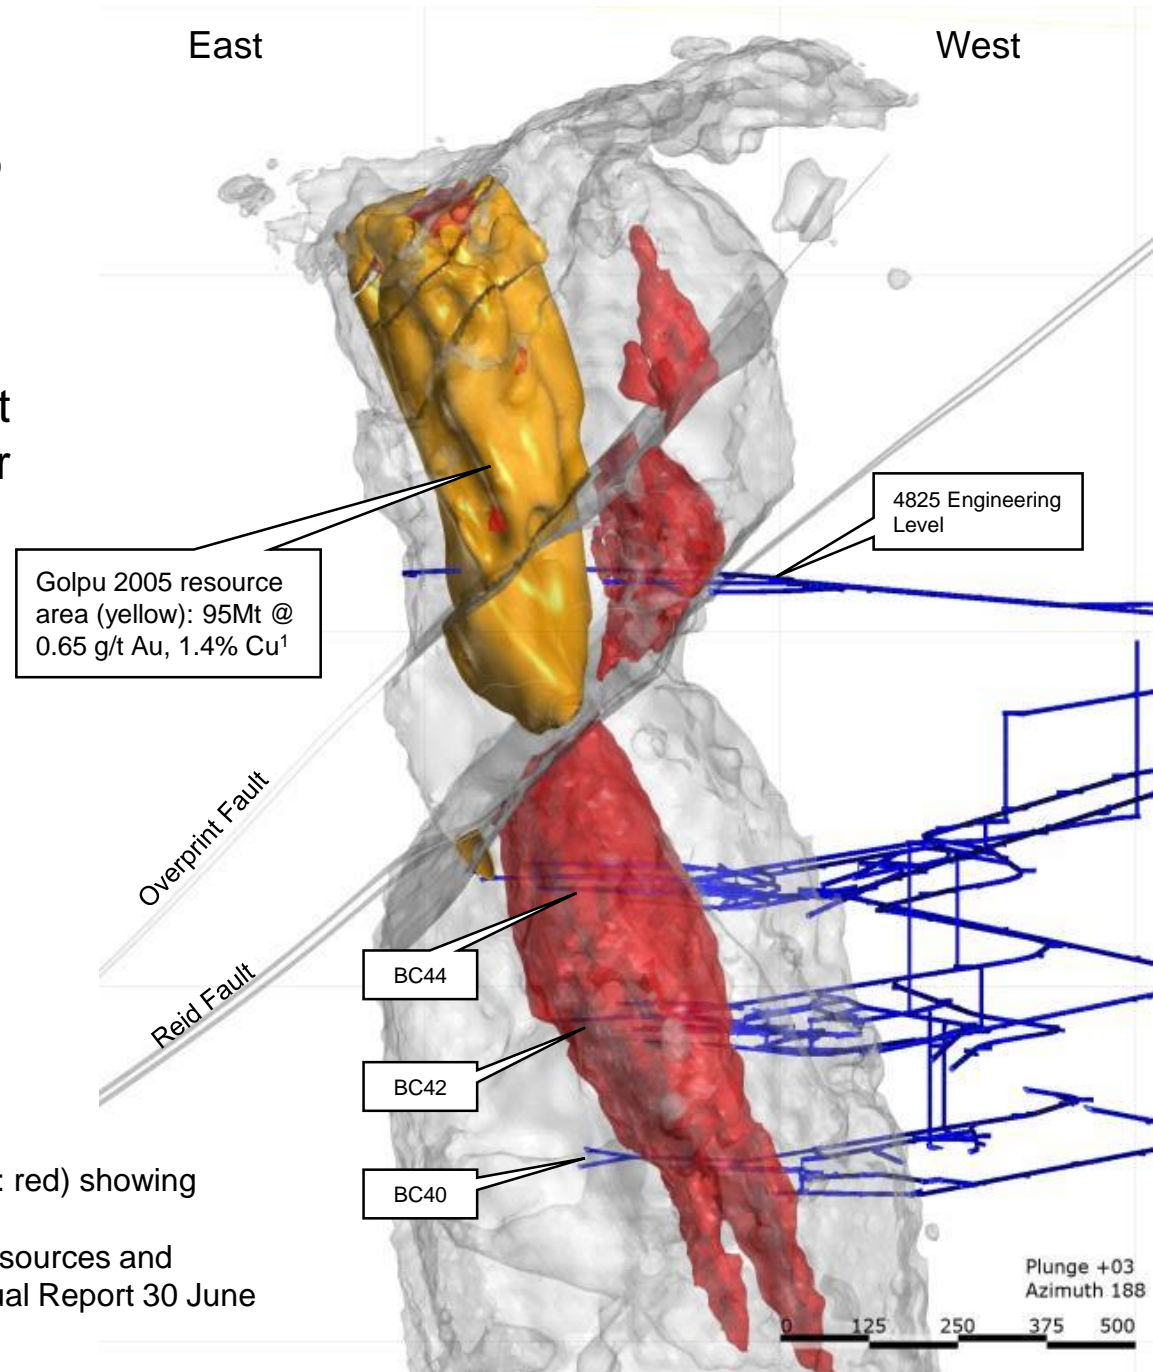 East
West
t
r
4825 Engineering
Level
Golpu 2005 resource
area (yellow): 95Mt @
0.65 g/t Au, 1.4% Cu¹
Overprint Fault
Reid Fault
BC44
BC42
BC40
: red) showing
sources and
ual Report 30 June
Plunge +03
Azimuth 188
0 125 250 375 500